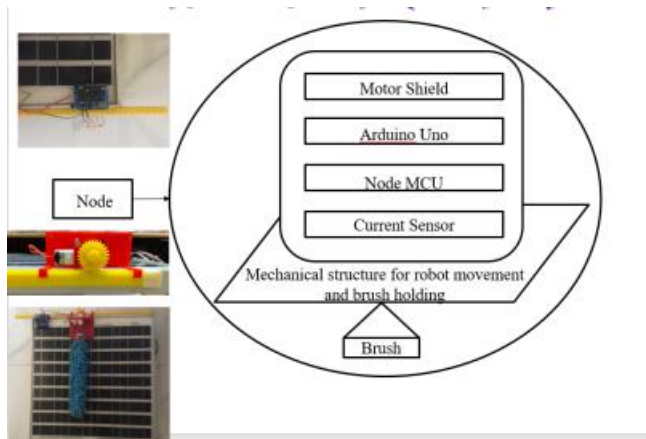 Motor Shield
Arduino Uno
Node MCU
Node
Current Sensor
Mechanical structure for robot movement
and brush holding
Brush